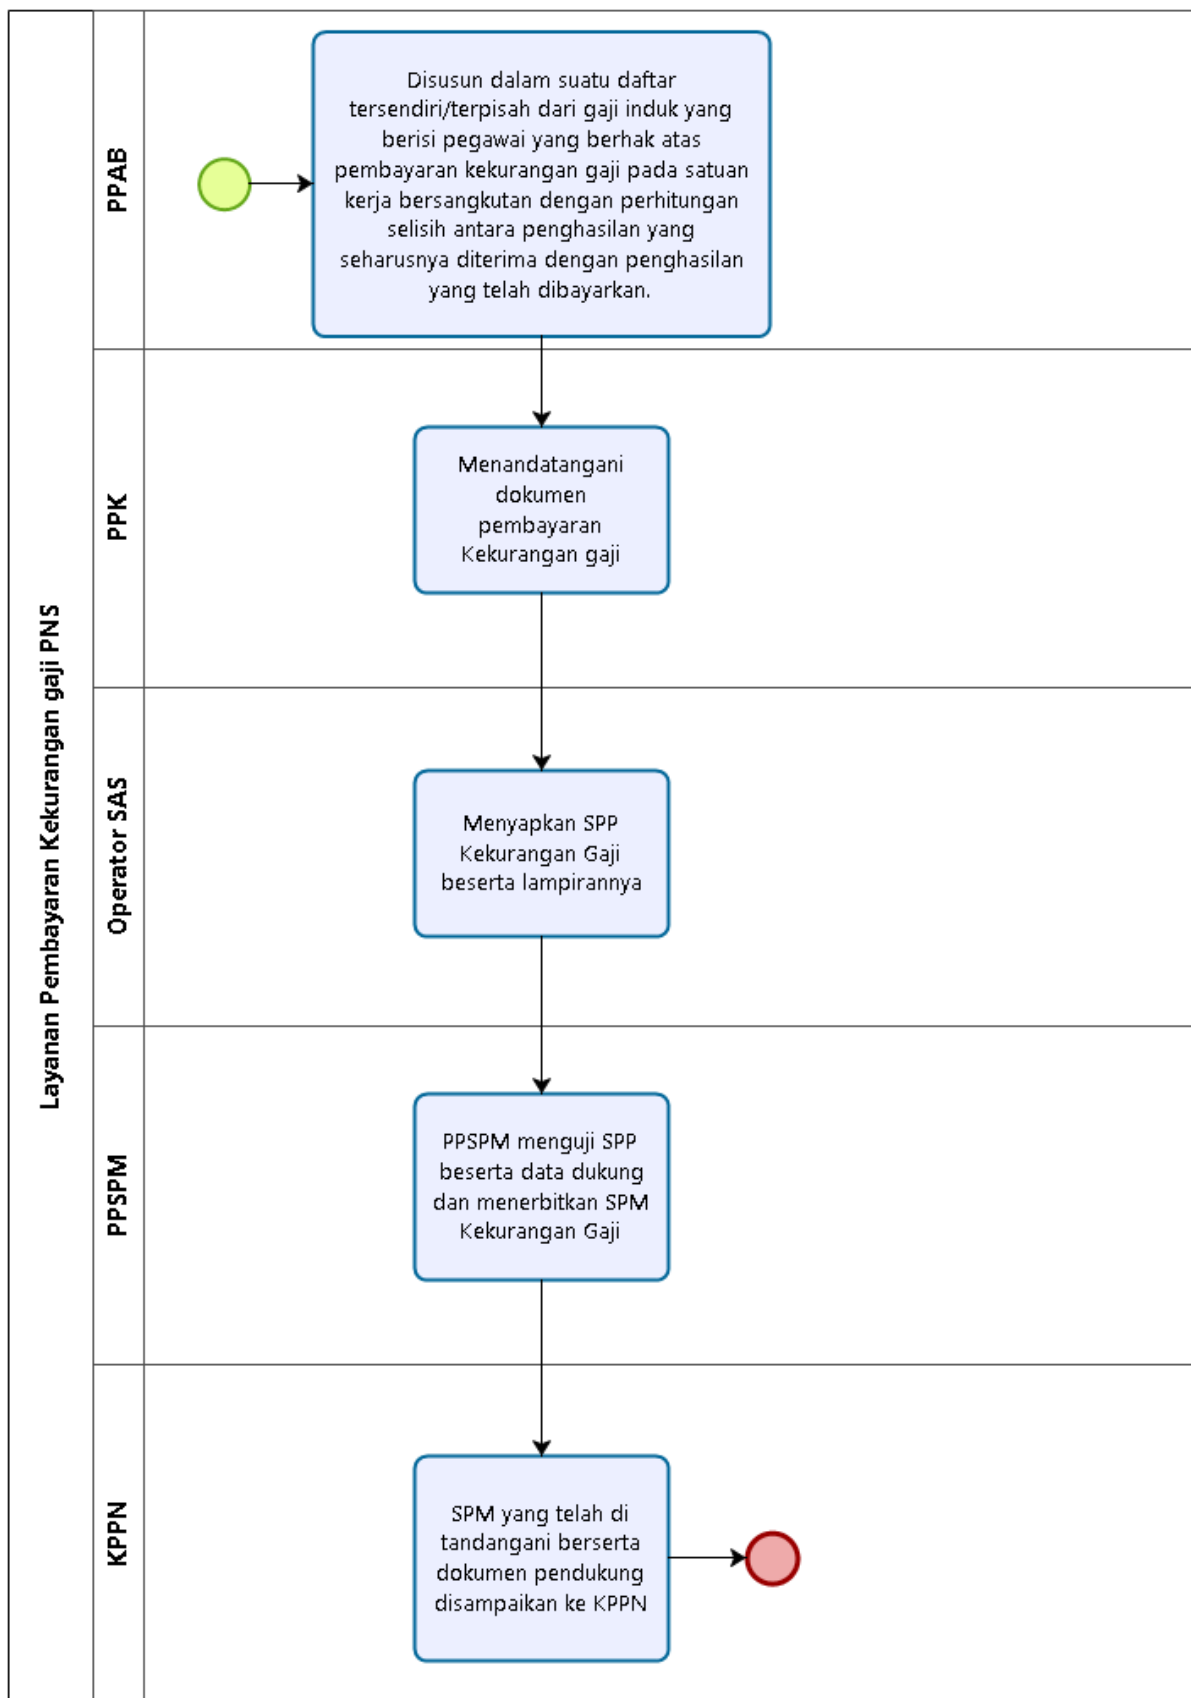 Layanan Pembayaran Kekurangan gaji PNS
PPAB
Disusun dalam suatu daftar
tersendiri/terpisah dari gaji induk yang
berisi pegawai yang berhak atas
pembayaran kekurangan gaji pada satuan
kerja bersangkutan dengan perhitungan
selisih antara penghasilan yang
seharusnya diterima dengan penghasilan
yang telah dibayarkan.
PPK
Menandatangani
dokumen
pembayaran
Kekurangan gaji
Operator SAS
Menyapkan SPP
Kekurangan Gaji
beserta lampirannya
PPSPM
PPSPM menguji SPP
beserta data dukung
dan menerbitkan SPM
Kekurangan Gaji
KPPN
SPM yang telah di
tandangani berserta
dokumen pendukung
disampaikan ke KPPN